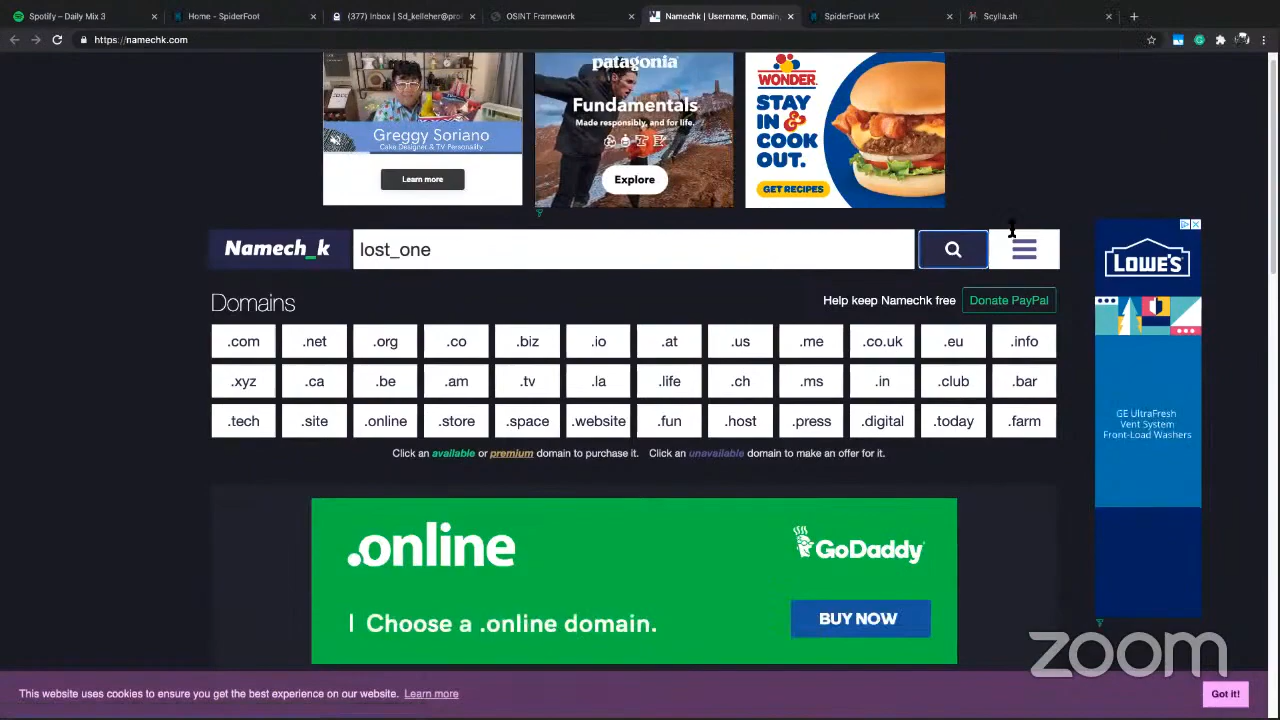 Spotify – Daily Mix 3
Home - SpiderFoot
(377) Inbox | Sd_kelleher@pro
OSINT Framework
Namechk | Username, Domain,
SpiderFoot HX
Scylla.sh
https://namechk.com
Greggy Soriano
Cake Designer & TV Personality
Learn more
patagonia
Fundamentals
Made responsibly, and for life.
Explore
WONDER
STAY
IN &
COOK
OUT.
GET RECIPES
Namech_k
lost_one
Domains
Help keep Namechk free
Donate PayPal
.com .net .org .co .biz .io .at .us .me .co.uk .eu .info
.xyz .ca .be .am .tv .la .life .ch .ms .in .club .bar
.tech .site .online .store .space .website .fun .host .press .digital .today .farm
Click an available or premium domain to purchase it. Click an unavailable domain to make an offer for it.
LOWE'S
GE UltraFresh
Vent System
Front-Load Washers
.online
GoDaddy
Choose a .online domain.
BUY NOW
zoom
This website uses cookies to ensure you get the best experience on our website. Learn more
Got it!